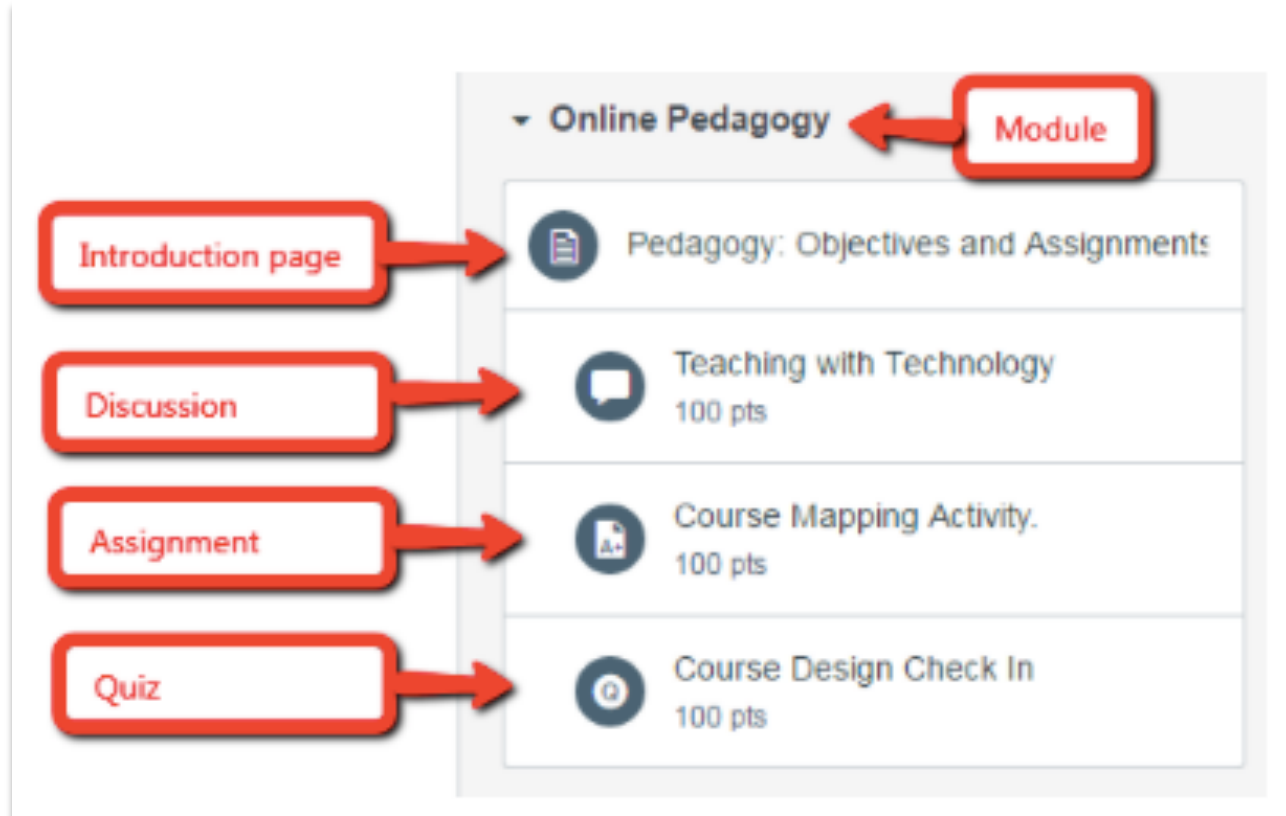 Online Pedagogy
Module
Introduction page
Pedagogy: Objectives and Assignments
Discussion
Teaching with Technology
100 pts
Assignment
A+
Course Mapping Activity.
100 pts
Quiz
Q
Course Design Check In
100 pts